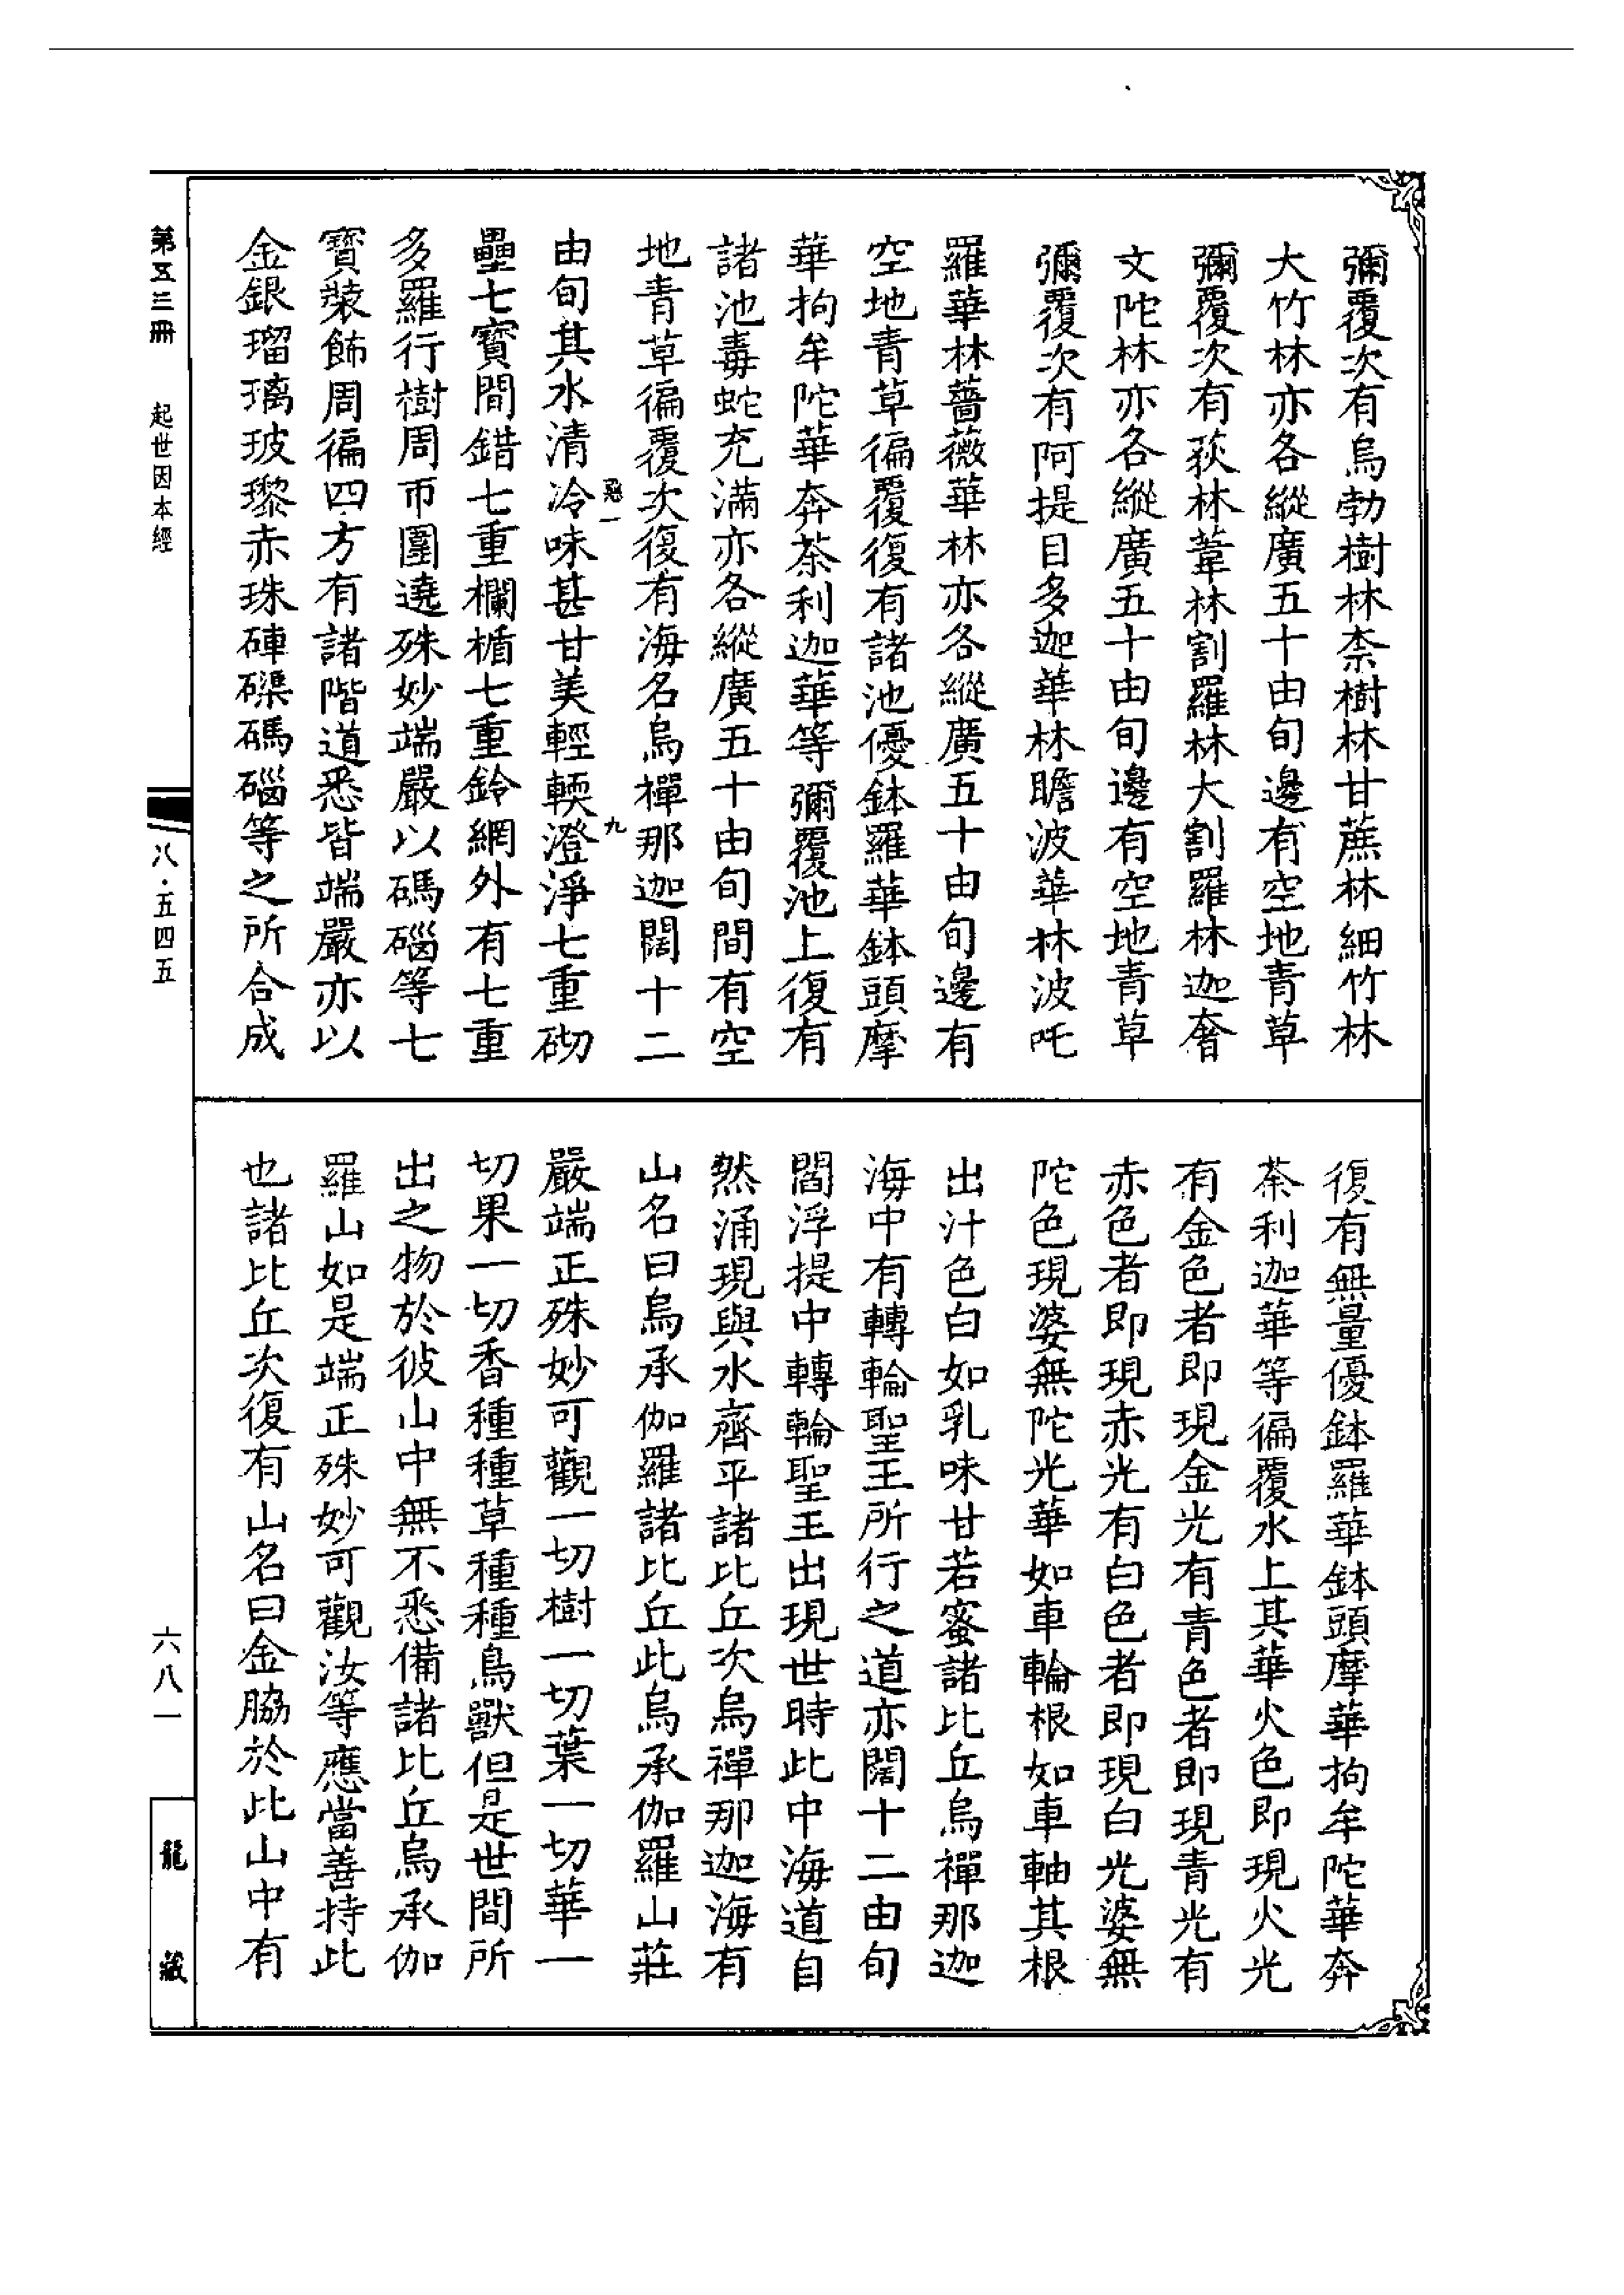 彌覆次有烏勃樹林柰樹林甘蔗林細竹林
大竹林亦各縱廣五十由旬邊有空地青草
彌覆次有荻林葦林割羅林大割羅林迦奢
文陀林亦各縱廣五十由旬邊有空地青草
彌覆次有阿提目多迦華林瞻波華林波吒
羅華林薔薇華林亦各縱廣五十由旬邊有
空地青草徧覆復有諸池優鉢羅華鉢頭摩
華拘牟陀華奔茶利迦華等彌覆池上復有
諸池毒蛇充滿亦各縱廣五十由旬間有空
地青草徧覆次復有海名烏禪那迦闊十二
由旬其水清冷味甚甘美輕輭澄淨七重砌
壘七寶間錯七重欄楯七重鈴網外有七重
多羅行樹周帀圍遶殊妙端嚴以碼碯等七
寶裝飾周徧四方有諸階道悉皆端嚴亦以
金銀瑠璃玻瓈赤珠硨磲碼碯等之所合成
復有無量優鉢羅華鉢頭摩華拘牟陀華奔
茶利迦華等徧覆水上其華火色即現火光
有金色者即現金光有青色者即現青光有
赤色者即現赤光有白色者即現白光婆無
陀色現婆無陀光華如車輪根如車軸其根
出汁色白如乳味甘若蜜諸比丘烏禪那迦
海中有轉輪聖王所行之道亦闊十二由旬
閻浮提中轉輪聖王出現世時此中海道自
然涌現與水齊平諸比丘次烏禪那迦海有
山名曰烏承伽羅諸比丘此烏承伽羅山莊
嚴端正殊妙可觀一切樹一切葉一切華一
切果一切香種種草種種鳥獸但是世間所
出之物於彼山中無不悉備諸比丘烏承伽
羅山如是端正殊妙可觀汝等應當善持此
也諸比丘次復有山名曰金脇於此山中有
第五三冊
起世因本經
八·五四五
六八一
龍藏
一
九